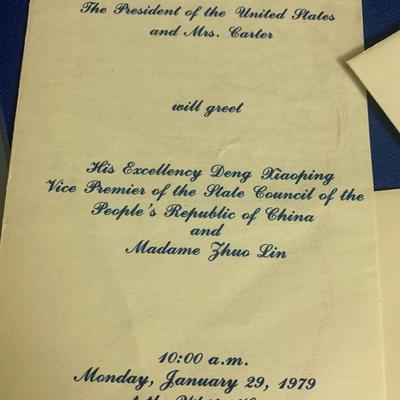 The President of the United States
and Mrs. Carter
will greet
His Excellency Deng Xiaoping
Vice Premier of the State Council of the
People's Republic of China
and
Madame Zhuo Lin
10:00 a.m.
Monday, January 29, 1979